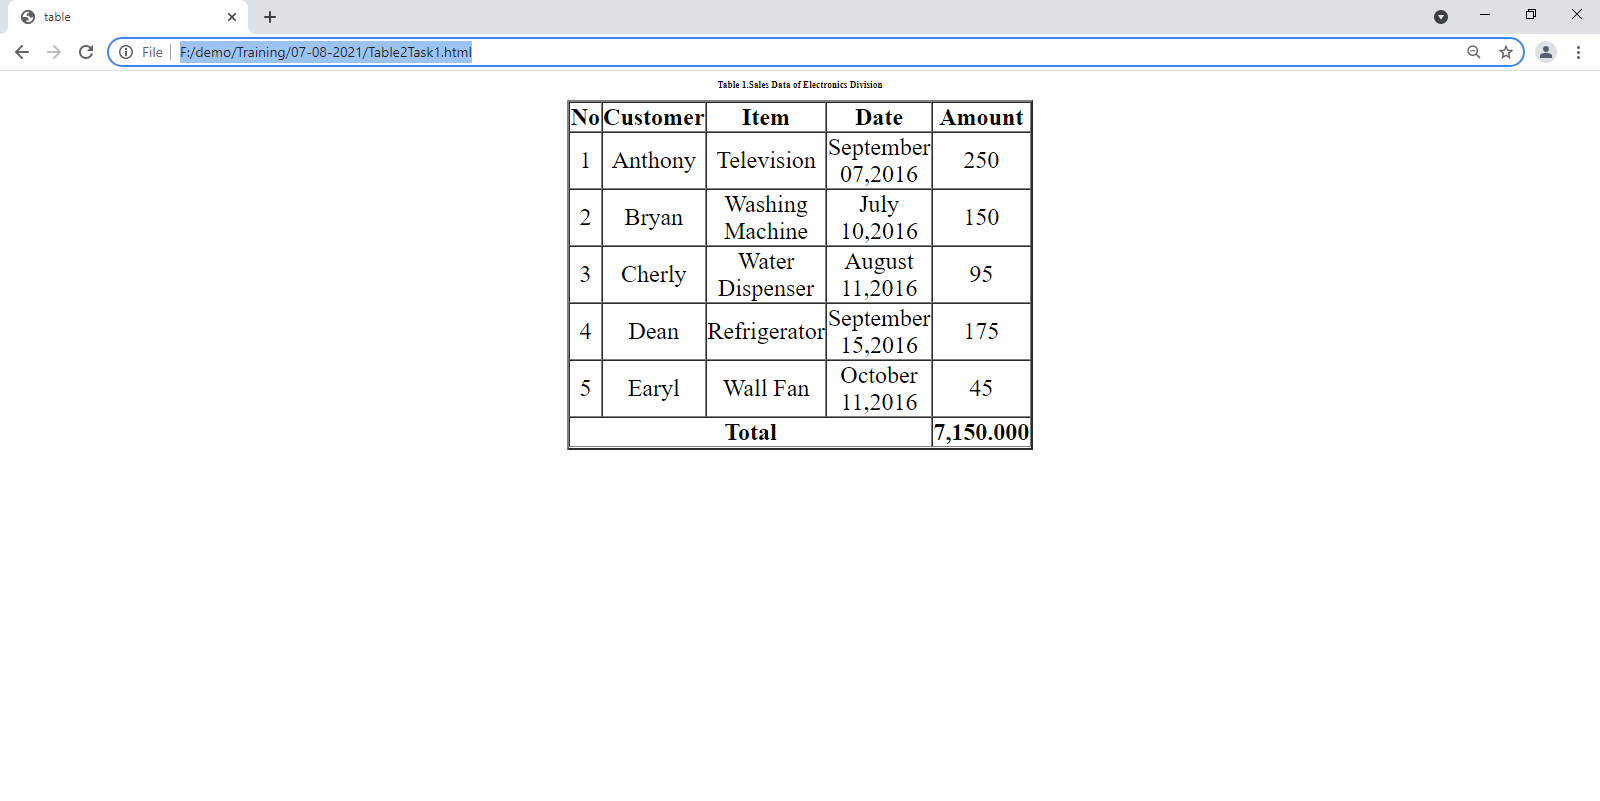 table
File
F:/demo/Training/07-08-2021/Table2Task1.html
Table 1.Sales Data of Electronics Division
No Customer Item Date Amount
1 Anthony Television September 07,2016 250
2 Bryan Washing Machine July 10,2016 150
3 Cherly Water Dispenser August 11,2016 95
4 Dean Refrigerator September 15,2016 175
5 Earyl Wall Fan October 11,2016 45
Total 7,150.000